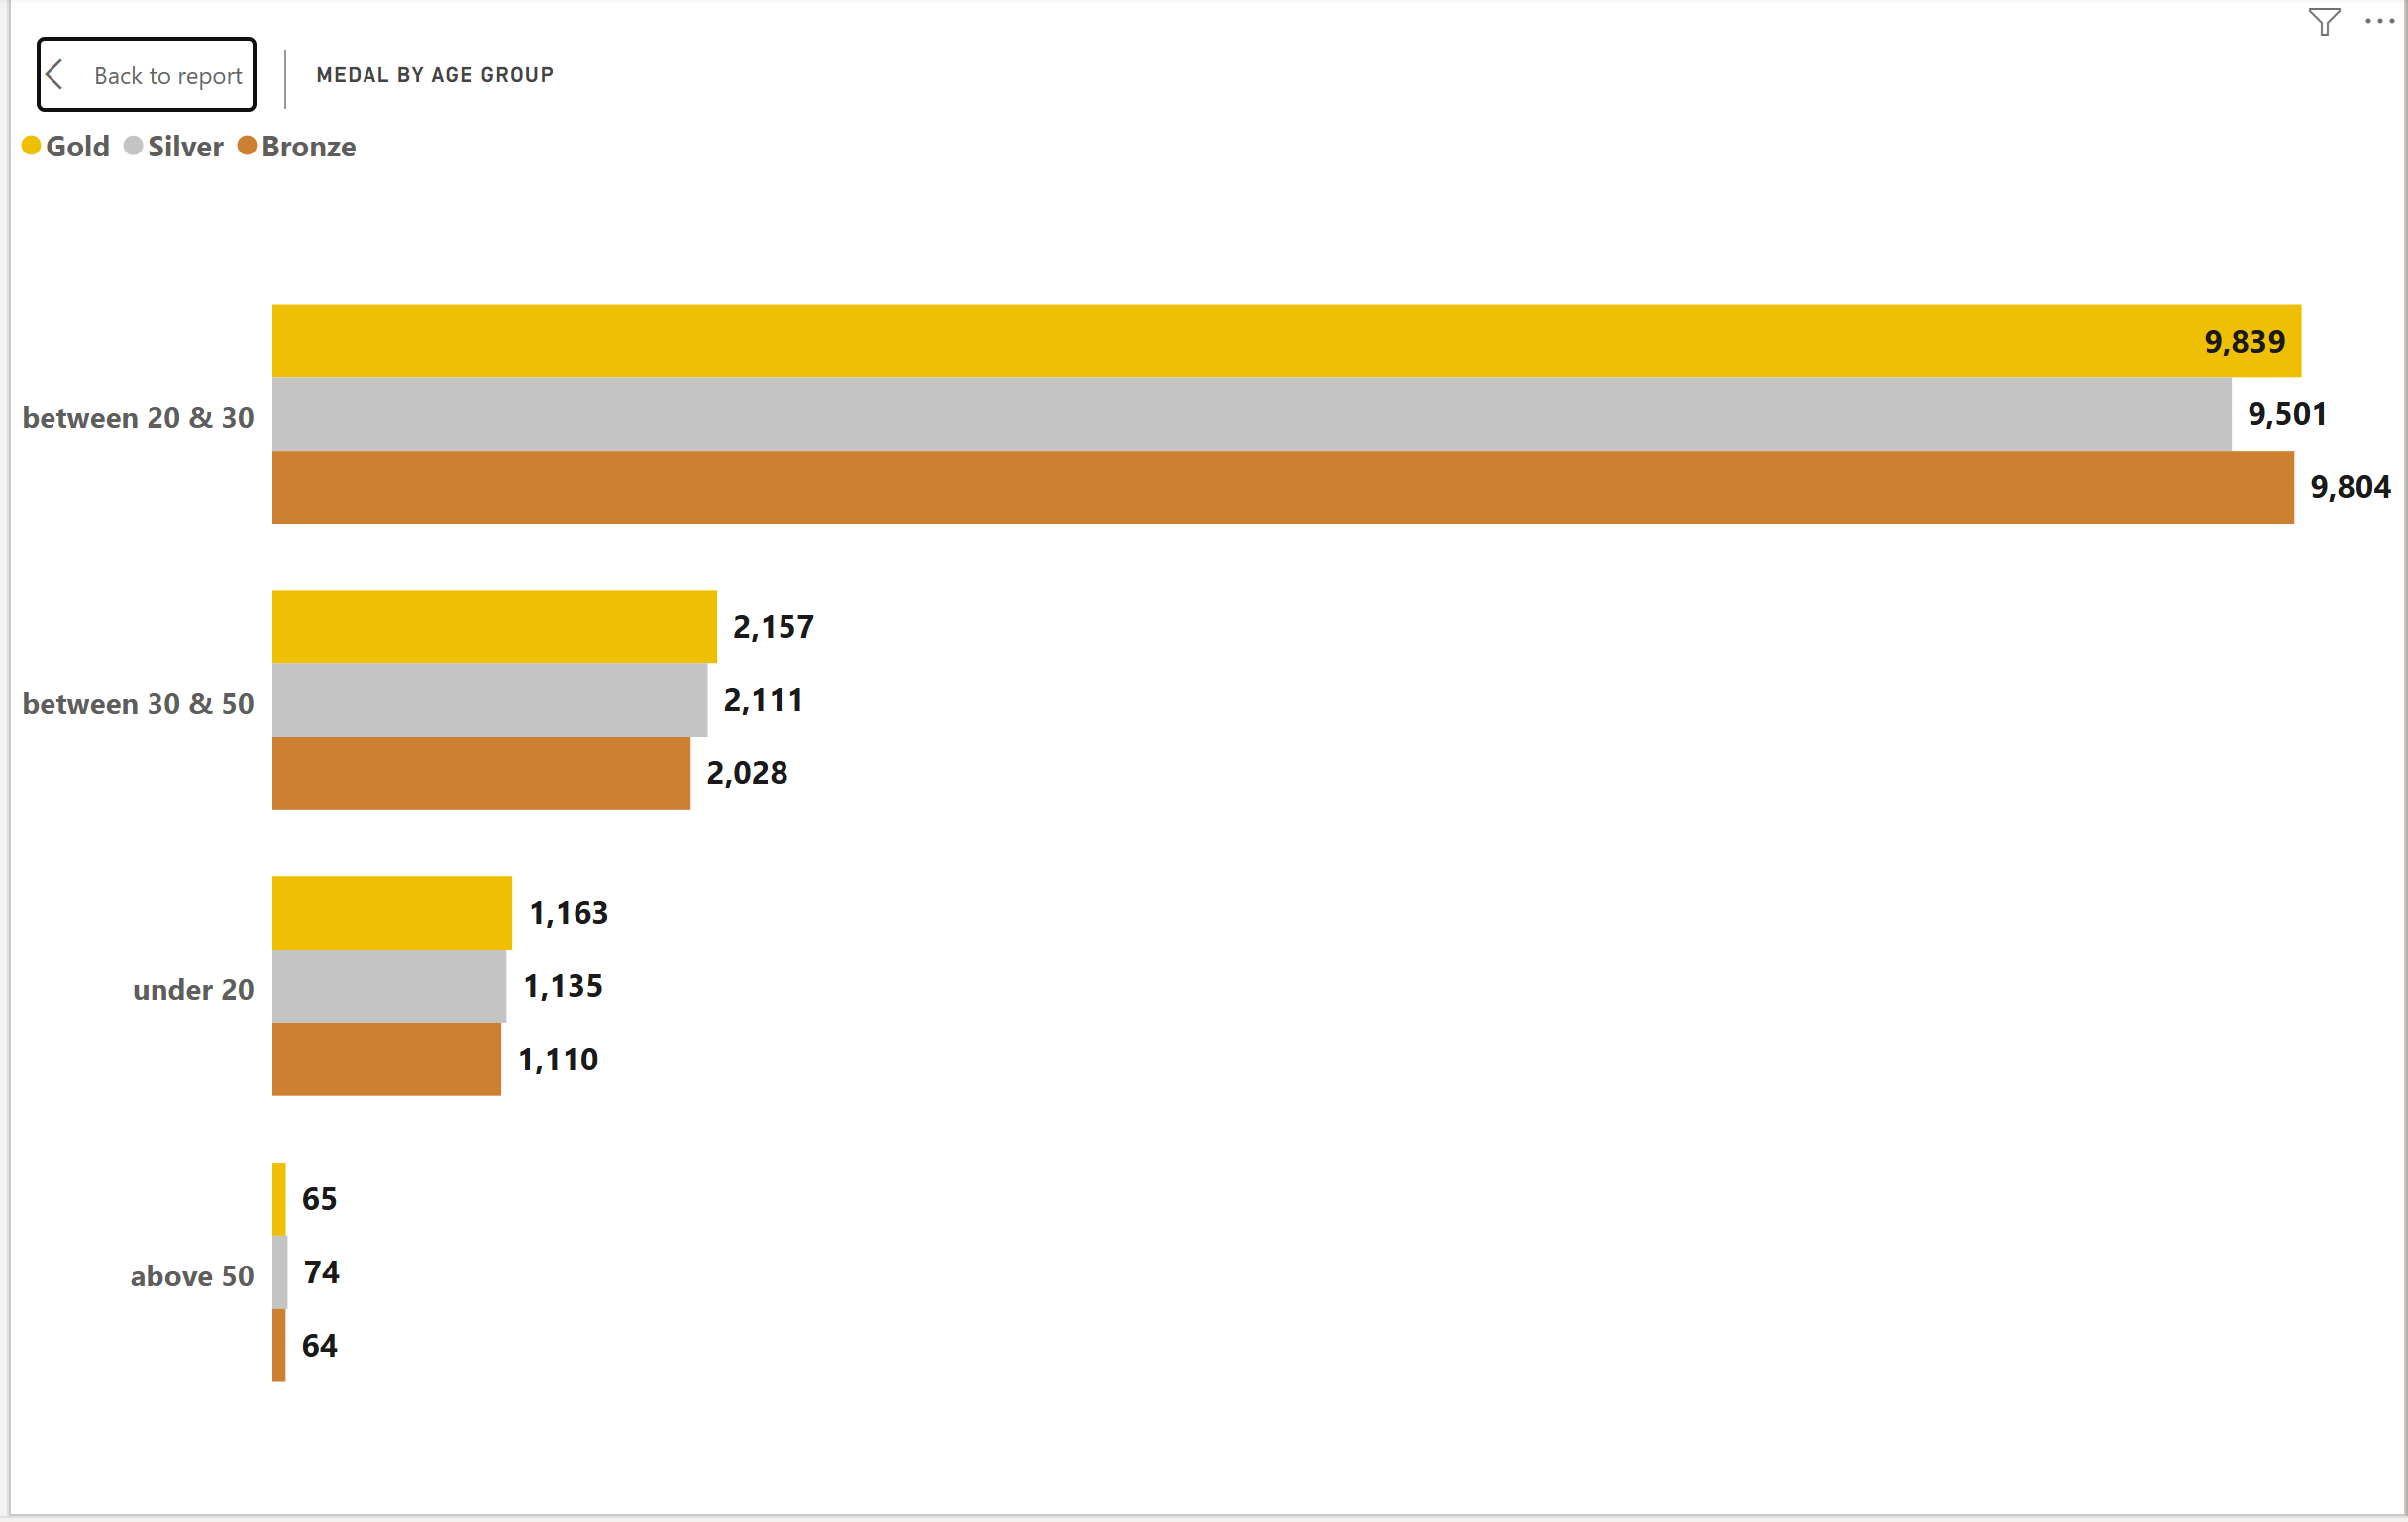 Back to report
MEDAL BY AGE GROUP
Gold Silver Bronze
9,839
between 20 & 30
9,501
9,804
2,157
between 30 & 50
2,111
2,028
1,163
under 20
1,135
1,110
65
above 50
74
64